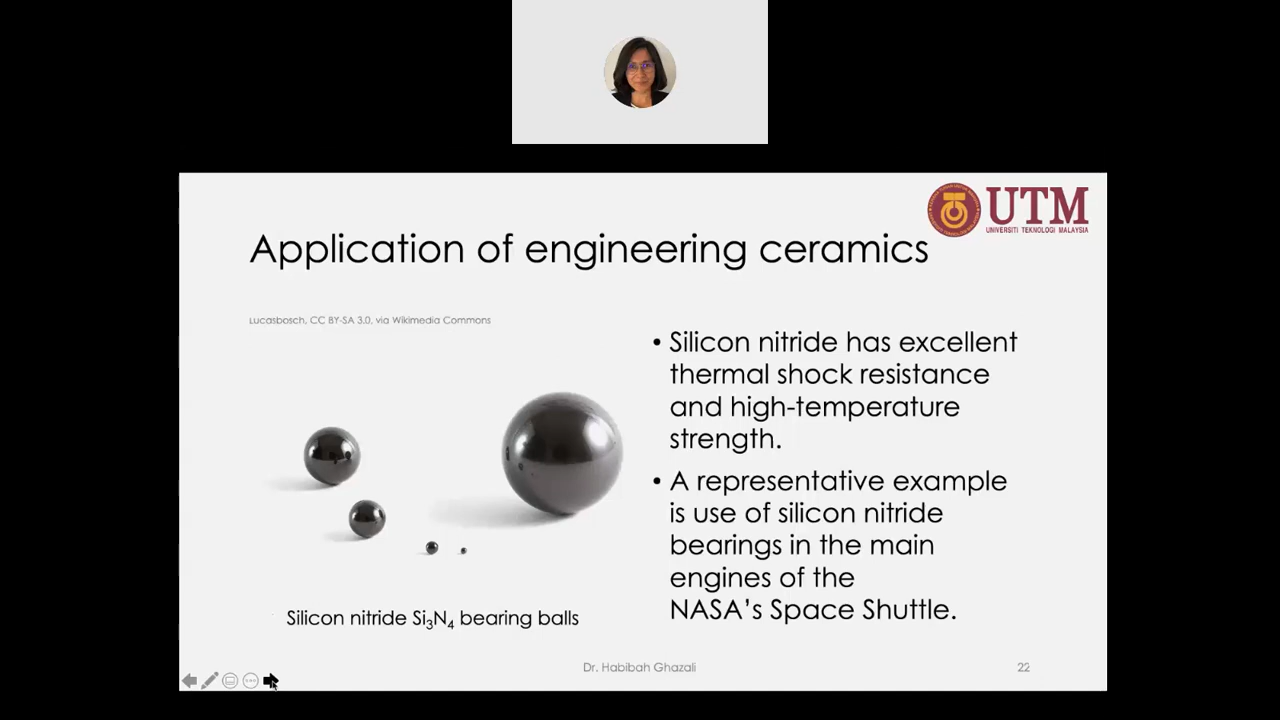 UTM
UNIVERSITI TEKNOLOGI MALAYSIA
Application of engineering ceramics
Lucasbosch, CC BY-SA 3.0, via Wikimedia Commons
• Silicon nitride has excellent
thermal shock resistance
and high-temperature
strength.
• A representative example
is use of silicon nitride
bearings in the main
engines of the
NASA’s Space Shuttle.
Silicon nitride Si₃N₄ bearing balls
Dr. Habibah Ghazali
22